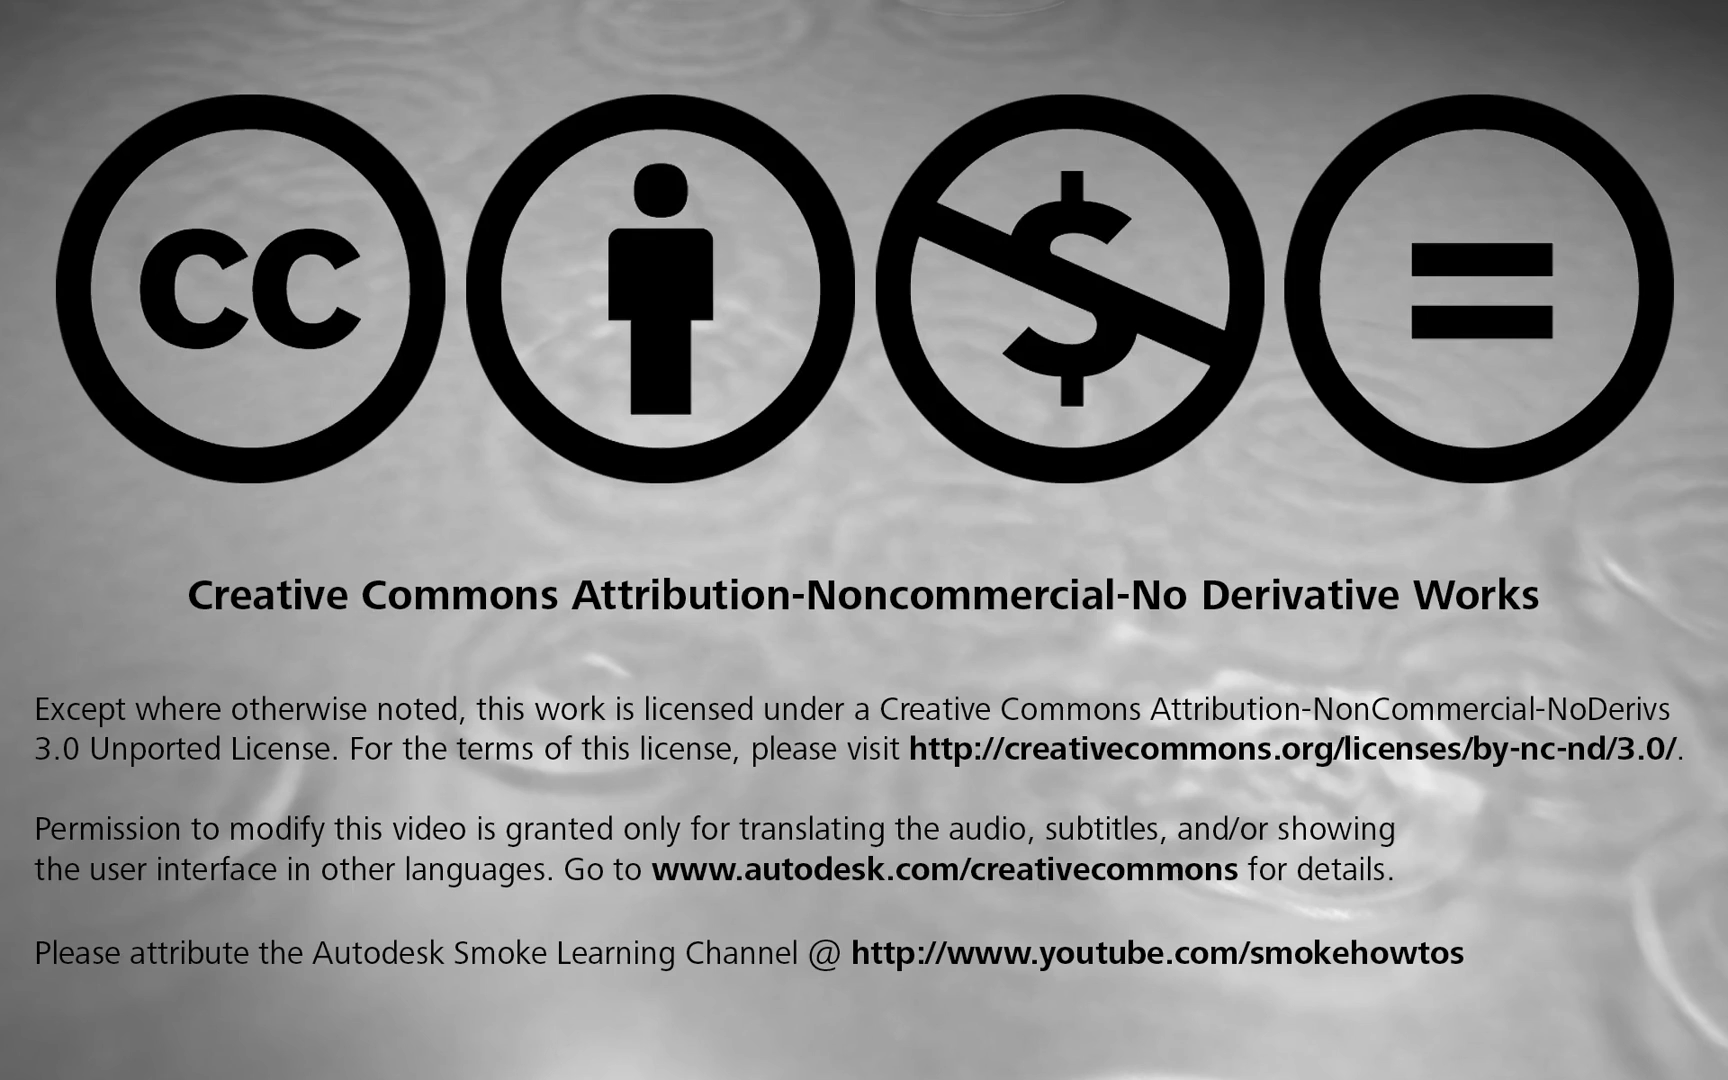 cc
$
=
Creative Commons Attribution-Noncommercial-No Derivative Works
Except where otherwise noted, this work is licensed under a Creative Commons Attribution-NonCommercial-NoDerivs
3.0 Unported License. For the terms of this license, please visit http://creativecommons.org/licenses/by-nc-nd/3.0/.
Permission to modify this video is granted only for translating the audio, subtitles, and/or showing
the user interface in other languages. Go to www.autodesk.com/creativecommons for details.
Please attribute the Autodesk Smoke Learning Channel @ http://www.youtube.com/smokehowtos